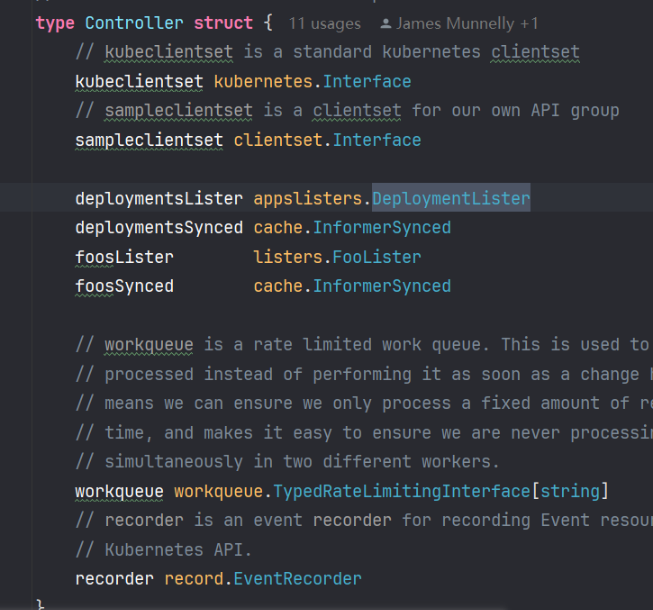 type Controller struct { 11 usages James Munnelly +1
// kubeclientset is a standard kubernetes clientset
kubeclientset kubernetes.Interface
// sampleclientset is a clientset for our own API group
sampleclientset clientset.Interface
deploymentsLister appslisters.DeploymentLister
deploymentsSynced cache.InformerSynced
foosLister listers.FooLister
foosSynced cache.InformerSynced
// workqueue is a rate limited work queue. This is used to
// processed instead of performing it as soon as a change
// means we can ensure we only process a fixed amount of re
// time, and makes it easy to ensure we are never processin
// simultaneously in two different workers.
workqueue workqueue.TypedRateLimitingInterface[string]
// recorder is an event recorder for recording Event resou
// Kubernetes API.
recorder record.EventRecorder
}